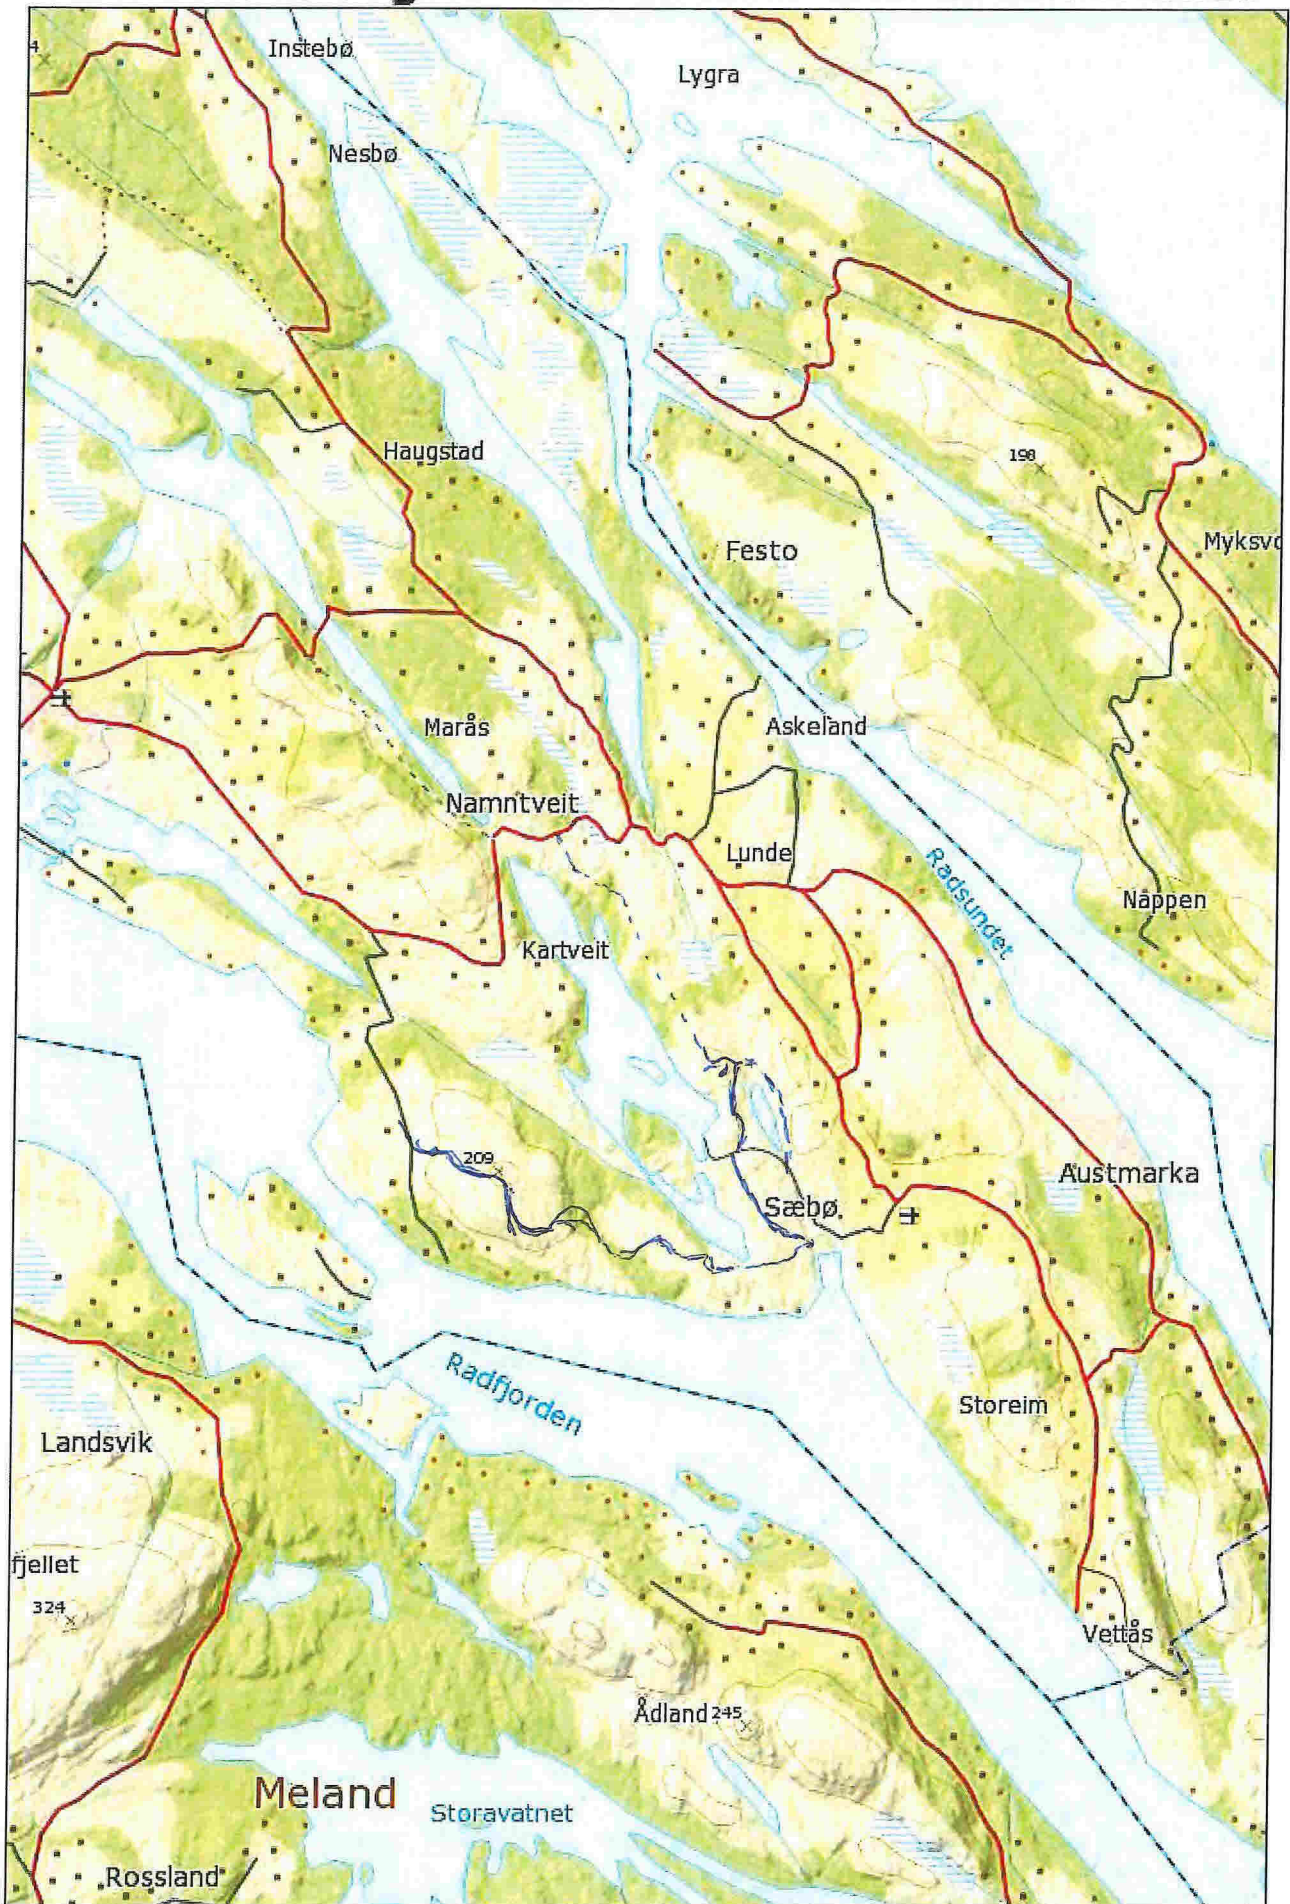 Instebø
Lygra
Nesbø
Haugstad
198
Festo
Marås
Askeland
Namntveit
Lunde
Radsundet
Nappen
Kartveit
209
Sæbø
Austmarka
Radfjorden
Storeim
Landsvik
fjellet
324
Vettås
Ådland 245
Meland
Storavatnet
Rossland